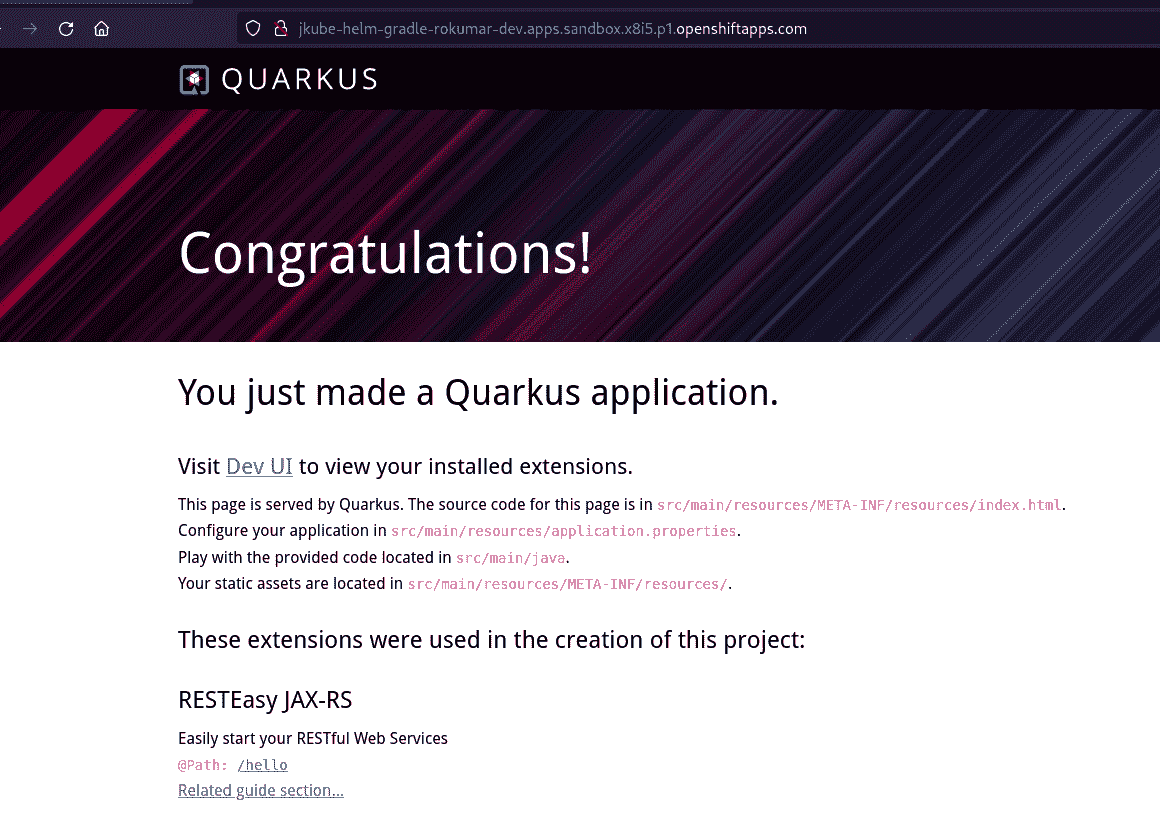 jkube-helm-gradle-rokumar-dev.apps.sandbox.x8i5.p1.openshiftapps.com
QUARKUS
Congratulations!
You just made a Quarkus application.
Visit Dev UI to view your installed extensions.
This page is served by Quarkus. The source code for this page is in src/main/resources/META-INF/resources/index.html.
Configure your application in src/main/resources/application.properties.
Play with the provided code located in src/main/java.
Your static assets are located in src/main/resources/META-INF/resources/.
These extensions were used in the creation of this project:
RESTEasy JAX-RS
Easily start your RESTful Web Services
@Path: /hello
Related guide section...